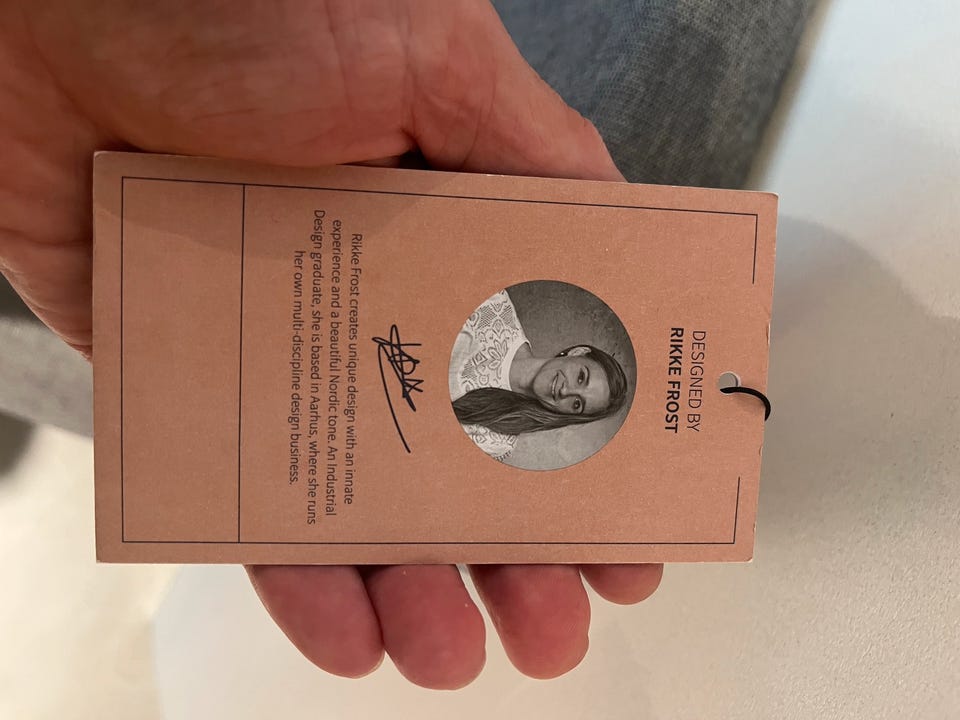 DESIGNED BY
RIKKE FROST
Rikke Frost creates unique design with an innate
experience and a beautiful Nordic tone. An Industrial
Design graduate, she is based in Aarhus, where she runs
her own multi-discipline design business.